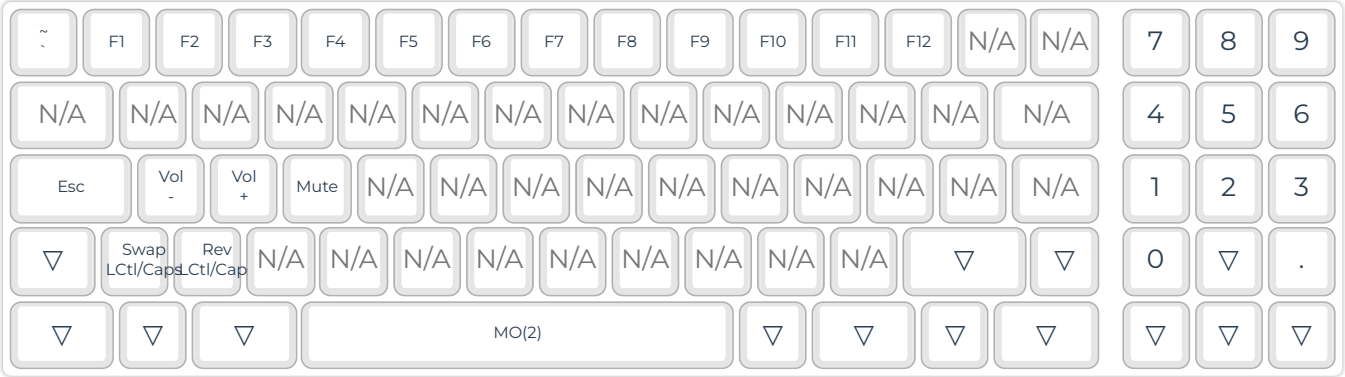 ~
` F1 F2 F3 F4 F5 F6 F7 F8 F9 F10 F11 F12 N/A N/A 7 8 9
N/A N/A N/A N/A N/A N/A N/A N/A N/A N/A N/A N/A N/A N/A 4 5 6
Esc Vol
- Vol
+ Mute N/A N/A N/A N/A N/A N/A N/A N/A N/A N/A 1 2 3
▽ Swap
LCtl/Caps Rev
LCtl/Cap N/A N/A N/A N/A N/A N/A N/A N/A N/A ▽ ▽ 0 ▽ .
▽ ▽ ▽ MO(2) ▽ ▽ ▽ ▽ ▽ ▽ ▽